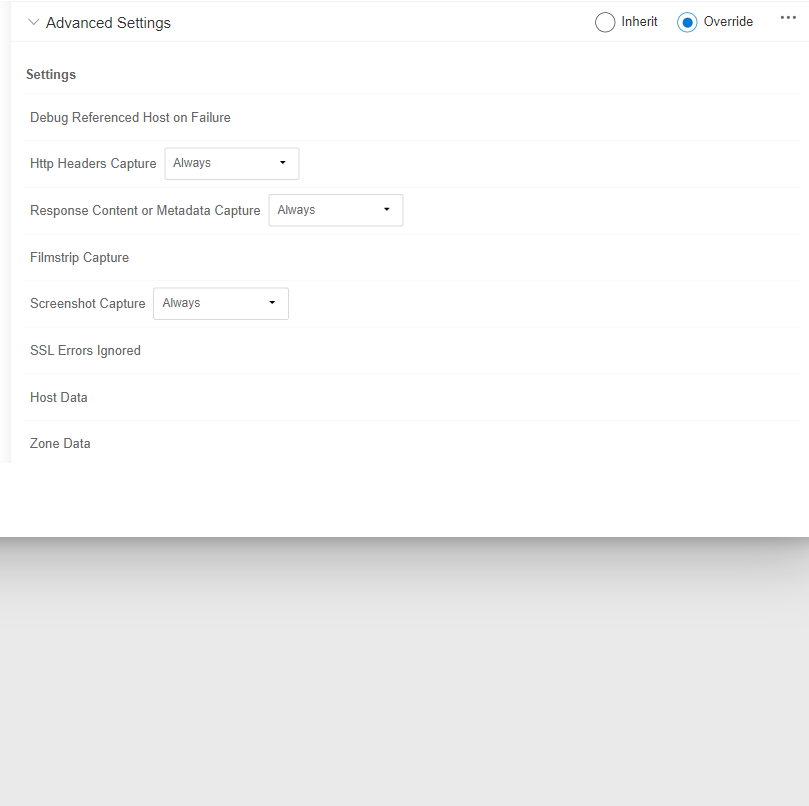 Advanced Settings Inherit Override
Settings
Debug Referenced Host on Failure
Http Headers Capture Always
Response Content or Metadata Capture Always
Filmstrip Capture
Screenshot Capture Always
SSL Errors Ignored
Host Data
Zone Data